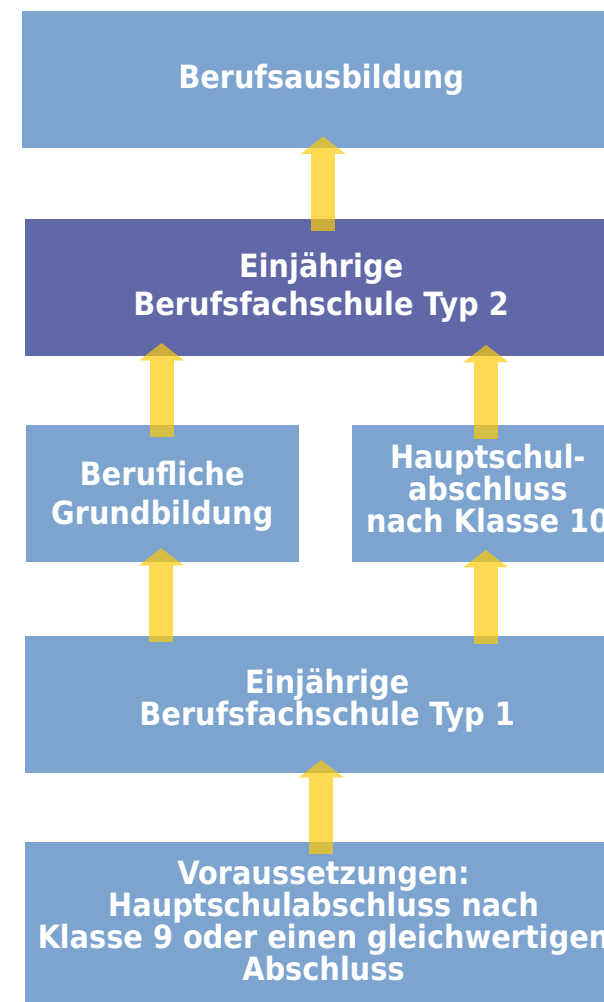 Berufsausbildung
Einjährige
Berufsfachschule Typ 2
Berufliche
Grundbildung
Hauptschul-
abschluss
nach Klasse 10
Einjährige
Berufsfachschule Typ 1
Voraussetzungen:
Hauptschulabschluss nach
Klasse 9 oder einen gleichwertigen
Abschluss